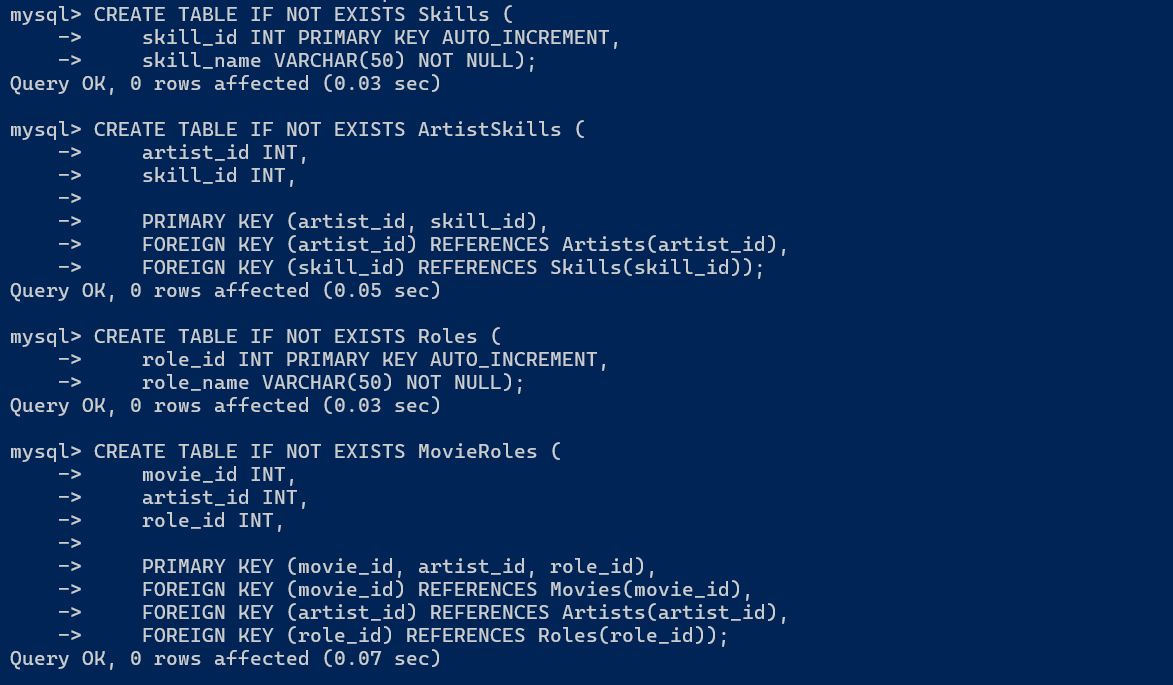 mysql> CREATE TABLE IF NOT EXISTS Skills (
    ->     skill_id INT PRIMARY KEY AUTO_INCREMENT,
    ->     skill_name VARCHAR(50) NOT NULL);
Query OK, 0 rows affected (0.03 sec)

mysql> CREATE TABLE IF NOT EXISTS ArtistSkills (
    ->     artist_id INT,
    ->     skill_id INT,
    ->
    ->     PRIMARY KEY (artist_id, skill_id),
    ->     FOREIGN KEY (artist_id) REFERENCES Artists(artist_id),
    ->     FOREIGN KEY (skill_id) REFERENCES Skills(skill_id));
Query OK, 0 rows affected (0.05 sec)

mysql> CREATE TABLE IF NOT EXISTS Roles (
    ->     role_id INT PRIMARY KEY AUTO_INCREMENT,
    ->     role_name VARCHAR(50) NOT NULL);
Query OK, 0 rows affected (0.03 sec)

mysql> CREATE TABLE IF NOT EXISTS MovieRoles (
    ->     movie_id INT,
    ->     artist_id INT,
    ->     role_id INT,
    ->
    ->     PRIMARY KEY (movie_id, artist_id, role_id),
    ->     FOREIGN KEY (movie_id) REFERENCES Movies(movie_id),
    ->     FOREIGN KEY (artist_id) REFERENCES Artists(artist_id),
    ->     FOREIGN KEY (role_id) REFERENCES Roles(role_id));
Query OK, 0 rows affected (0.07 sec)